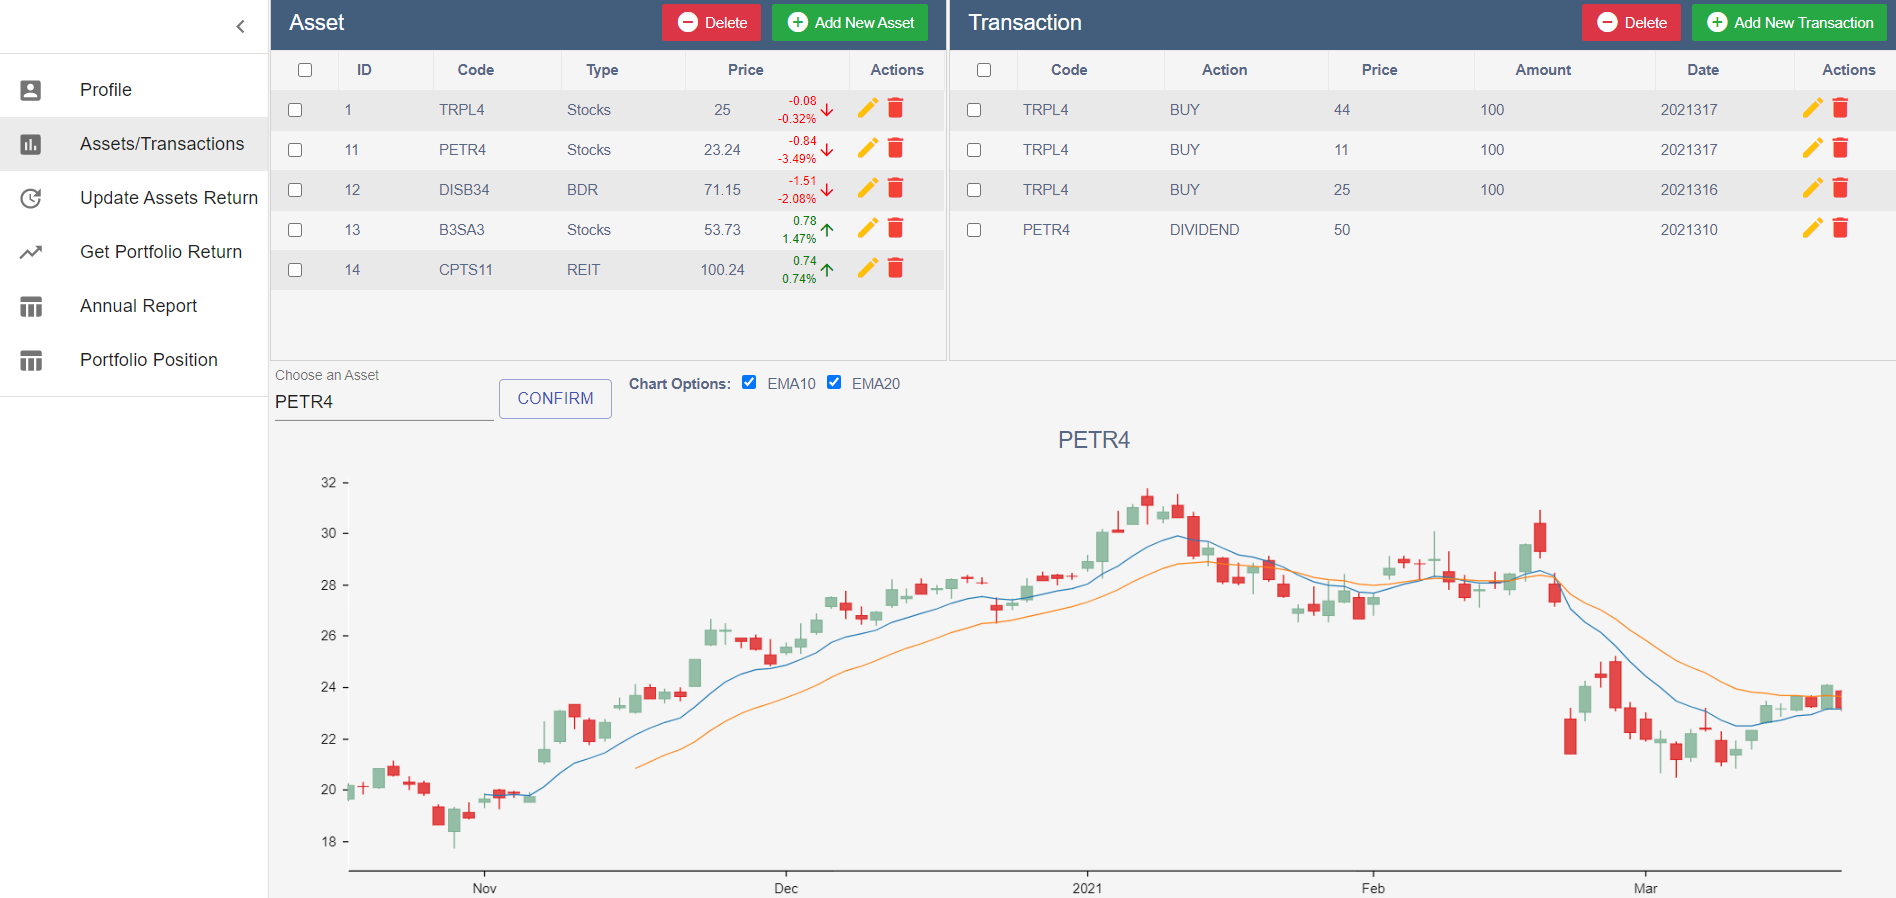 Profile
Assets/Transactions
Update Assets Return
Get Portfolio Return
Annual Report
Portfolio Position
Asset Delete Add New Asset
ID Code Type Price Actions
1 TRPL4 Stocks 25 -0.08 -0.32%
11 PETR4 Stocks 23.24 -0.84 -3.49%
12 DISB34 BDR 71.15 -1.51 -2.08%
13 B3SA3 Stocks 53.73 0.78 1.47%
14 CPTS11 REIT 100.24 0.74 0.74%
Transaction Delete Add New Transaction
Code Action Price Amount Date Actions
TRPL4 BUY 44 100 2021317
TRPL4 BUY 11 100 2021317
TRPL4 BUY 25 100 2021316
PETR4 DIVIDEND 50 2021310
Choose an Asset
PETR4
CONFIRM
Chart Options: EMA10 EMA20
PETR4
32
30
28
26
24
22
20
18
Nov Dec 2021 Feb Mar